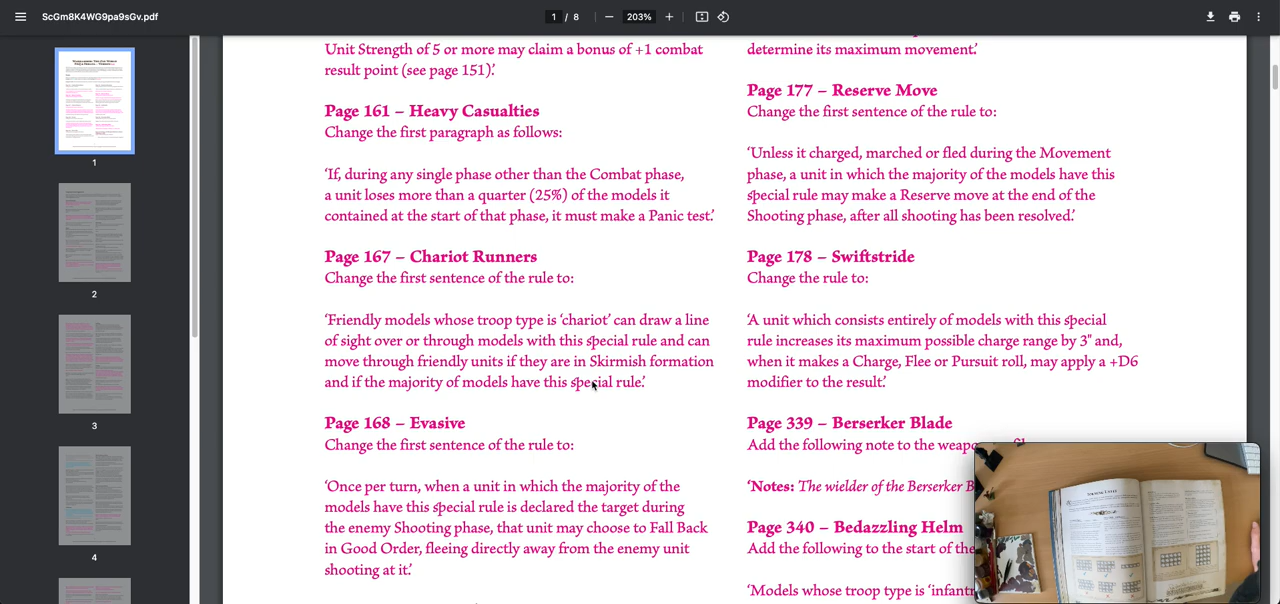 ScGm8K4WG9pa9sGv.pdf
1 / 8
203%
1
2
3
4
Unit Strength of 5 or more may claim a bonus of +1 combat
result point (see page 151).’
Page 161 – Heavy Casualties
Change the first paragraph as follows:
‘If, during any single phase other than the Combat phase,
a unit loses more than a quarter (25%) of the models it
contained at the start of that phase, it must make a Panic test.’
Page 167 – Chariot Runners
Change the first sentence of the rule to:
‘Friendly models whose troop type is ‘chariot’ can draw a line
of sight over or through models with this special rule and can
move through friendly units if they are in Skirmish formation
and if the majority of models have this special rule.’
Page 168 – Evasive
Change the first sentence of the rule to:
‘Once per turn, when a unit in which the majority of the
models have this special rule is declared the target during
the enemy Shooting phase, that unit may choose to Fall Back
in Good Order, fleeing directly away from the enemy unit
shooting at it.’
determine its maximum movement.’
Page 177 – Reserve Move
Change the first sentence of the rule to:
‘Unless it charged, marched or fled during the Movement
phase, a unit in which the majority of the models have this
special rule may make a Reserve move at the end of the
Shooting phase, after all shooting has been resolved.’
Page 178 – Swiftstride
Change the rule to:
‘A unit which consists entirely of models with this special
rule increases its maximum possible charge range by 3" and,
when it makes a Charge, Flee or Pursuit roll, may apply a +D6
modifier to the result.’
Page 339 – Berserker Blade
Add the following note to the
‘Notes: The wielder of the Berserker
Page 340 – Bedazzling Helm
Add the following to the start of the
‘Models whose troop type is